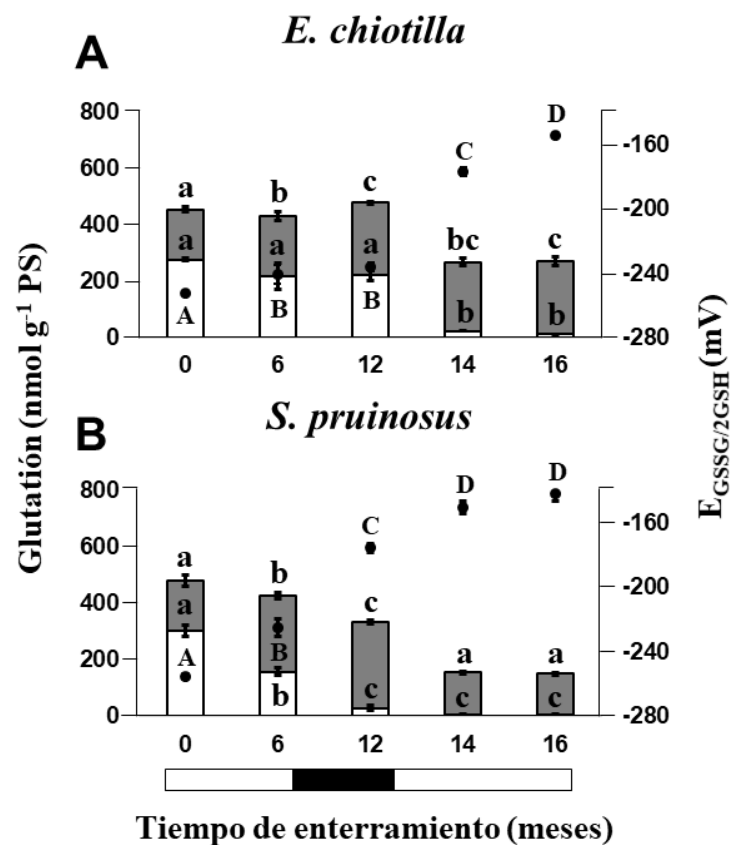 E. chiotilla
A
800
600
400
200
0
-160
-200
-240
-280
a
b
c
bc
c
a
a
a
b
b
A
B
B
C
D
0 6 12 14 16
S. pruinosus
B
800
600
400
200
0
-160
-200
-240
-280
a
b
c
a
a
a
b
c
c
c
A
B
C
D
D
0 6 12 14 16
Glutatión (nmol g-1 PS)
EGSSG/2GSH (mV)
Tiempo de enterramiento (meses)